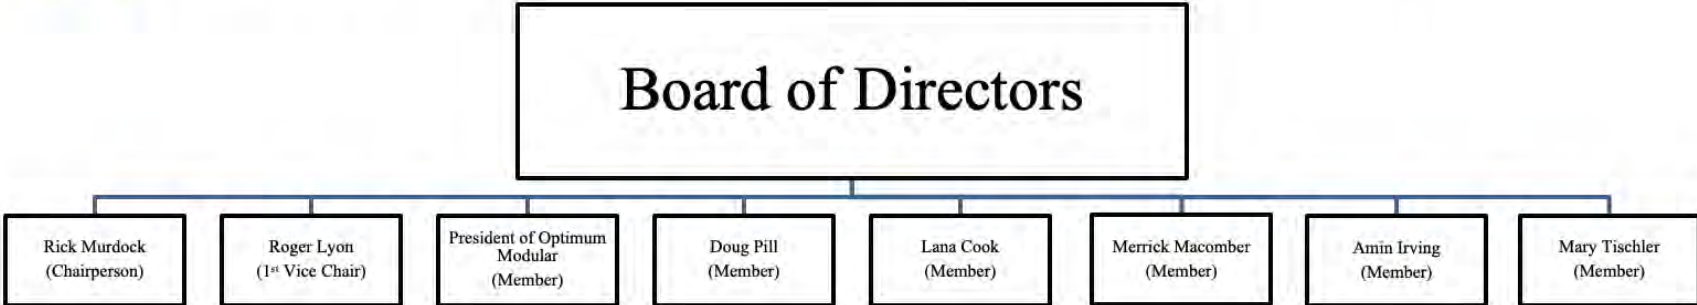 Board of Directors
Rick Murdock
(Chairperson)
Roger Lyon
(1st Vice Chair)
President of Optimum
Modular
(Member)
Doug Pill
(Member)
Lana Cook
(Member)
Merrick Macomber
(Member)
Amin Irving
(Member)
Mary Tischler
(Member)